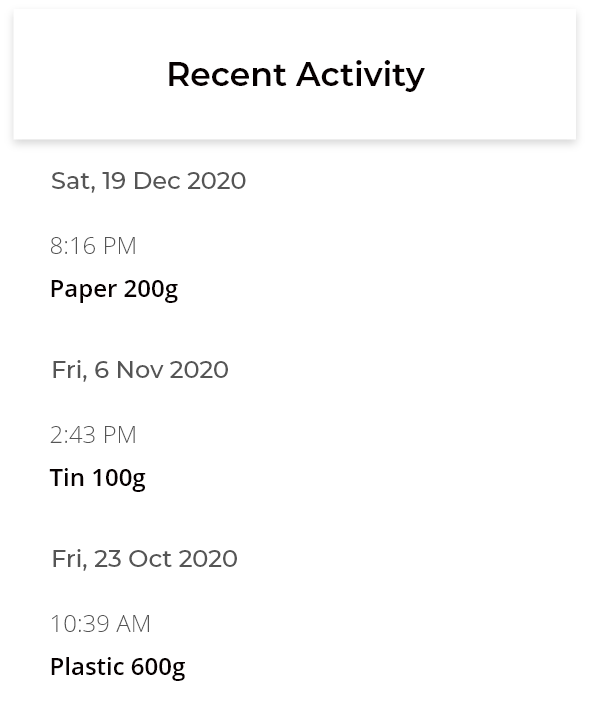 Recent Activity
Sat, 19 Dec 2020
8:16 PM
Paper 200g
Fri, 6 Nov 2020
2:43 PM
Tin 100g
Fri, 23 Oct 2020
10:39 AM
Plastic 600g